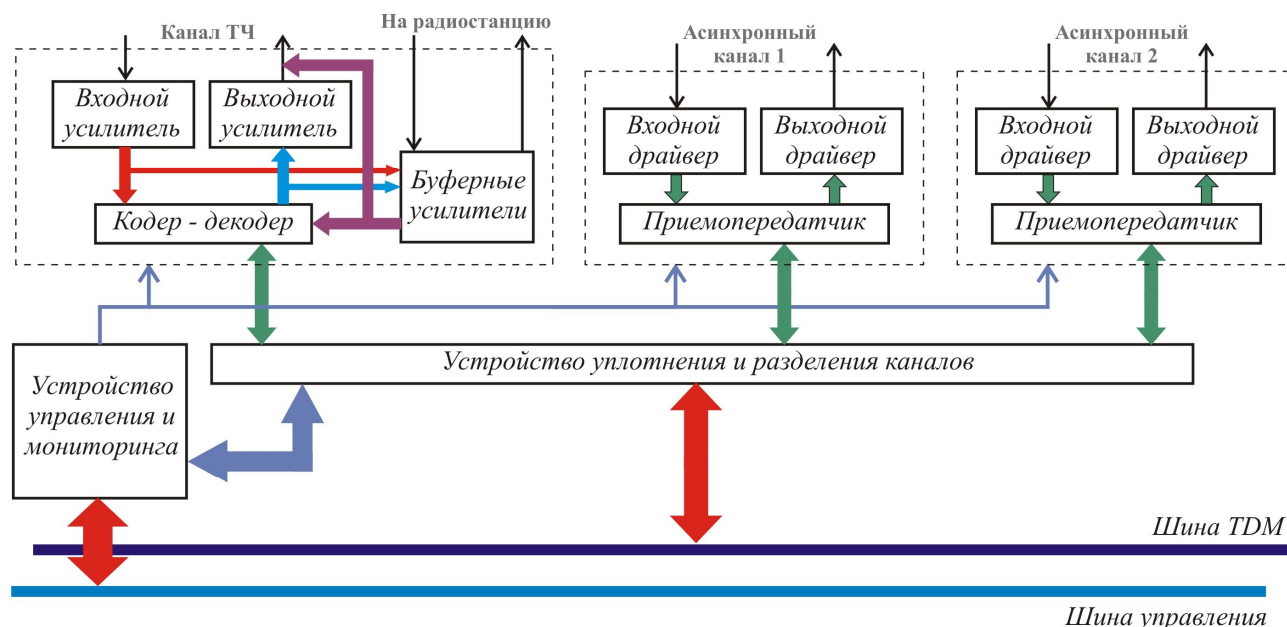 Канал ТЧ
На радиостанцию
Асинхронный
канал 1
Асинхронный
канал 2
Входной
усилитель
Выходной
усилитель
Буферные
усилители
Кодер - декодер
Входной
драйвер
Выходной
драйвер
Приемопередатчик
Входной
драйвер
Выходной
драйвер
Приемопередатчик
Устройство уплотнения и разделения каналов
Устройство
управления и
мониторинга
Шина TDM
Шина управления